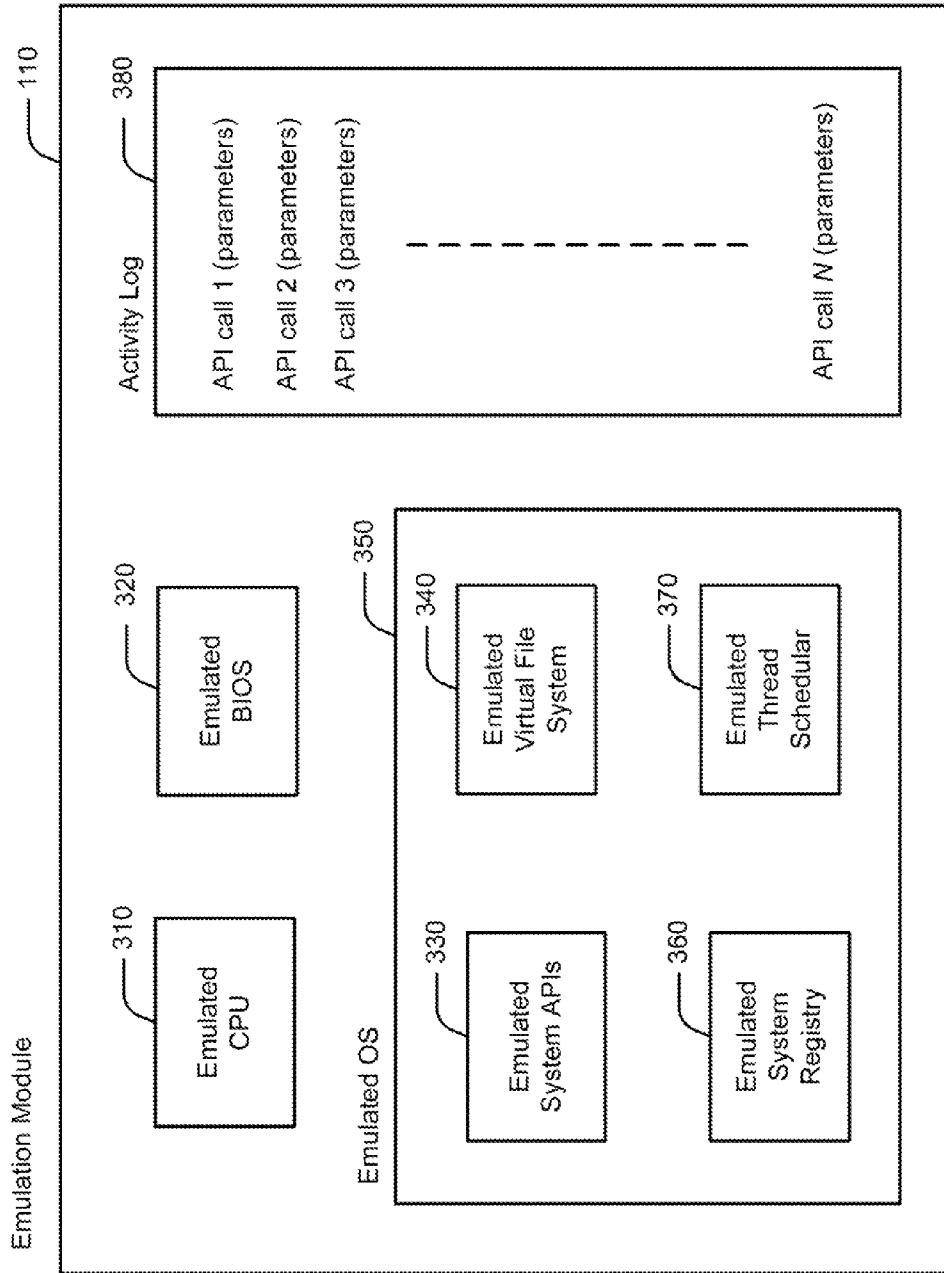 Emulation Module
110
310
Emulated
CPU
320
Emulated
BIOS
Emulated OS
350
330
Emulated
System APIs
340
Emulated
Virtual File
System
360
Emulated
System
Registry
370
Emulated
Thread
Schedular
Activity Log
380
API call 1 (parameters)
API call 2 (parameters)
API call 3 (parameters)
API call N (parameters)